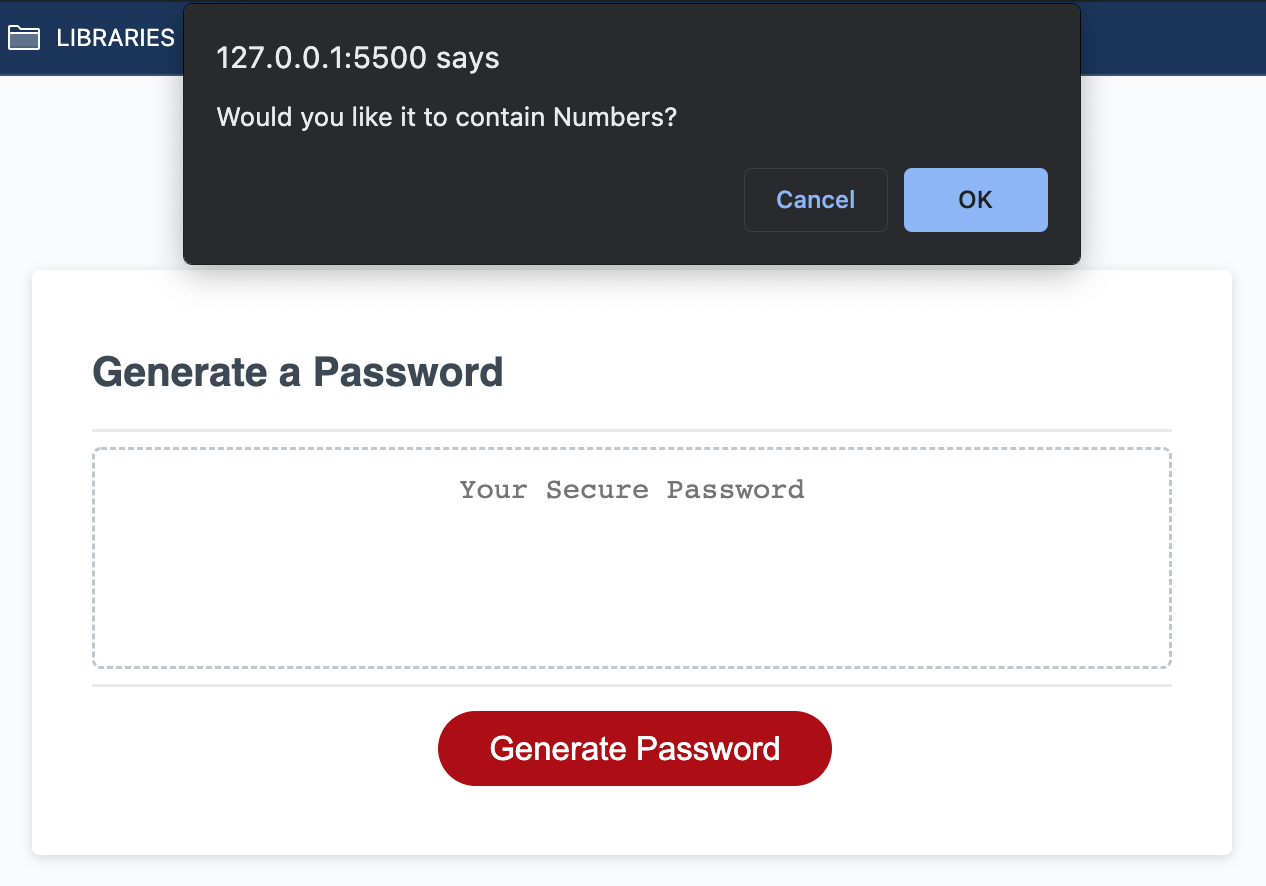 LIBRARIES
127.0.0.1:5500 says
Would you like it to contain Numbers?
Cancel OK
Generate a Password
Your Secure Password
Generate Password